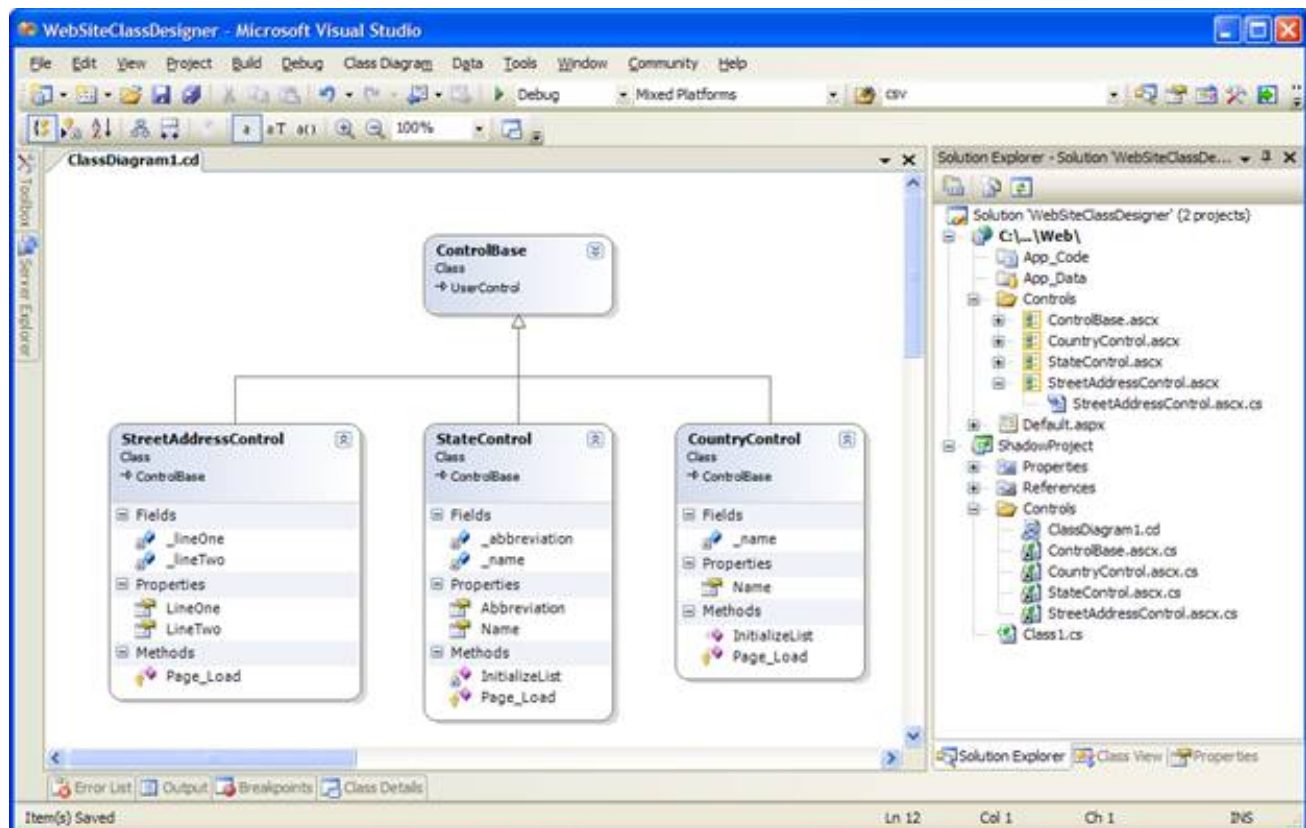 WebSiteClassDesigner - Microsoft Visual Studio
File Edit View Project Build Debug Class Diagram Data Tools Window Community Help
Debug Mixed Platforms csv
a aT a() 100%
ClassDiagram1.cd
Toolbox
Server Explorer
ControlBase
Class
UserControl
StreetAddressControl
Class
ControlBase
Fields
_lineOne
_lineTwo
Properties
LineOne
LineTwo
Methods
Page_Load
StateControl
Class
ControlBase
Fields
_abbreviation
_name
Properties
Abbreviation
Name
Methods
InitializeList
Page_Load
CountryControl
Class
ControlBase
Fields
_name
Properties
Name
Methods
InitializeList
Page_Load
Solution Explorer - Solution 'WebSiteClassDe...
Solution 'WebSiteClassDesigner' (2 projects)
C:\...\Web\
App_Code
App_Data
Controls
ControlBase.ascx
CountryControl.ascx
StateControl.ascx
StreetAddressControl.ascx
StreetAddressControl.ascx.cs
Default.aspx
ShadowProject
Properties
References
Controls
ClassDiagram1.cd
ControlBase.ascx.cs
CountryControl.ascx.cs
StateControl.ascx.cs
StreetAddressControl.ascx.cs
Class1.cs
Solution Explorer Class View Properties
Error List Output Breakpoints Class Details
Item(s) Saved Ln 12 Col 1 Ch 1 INS